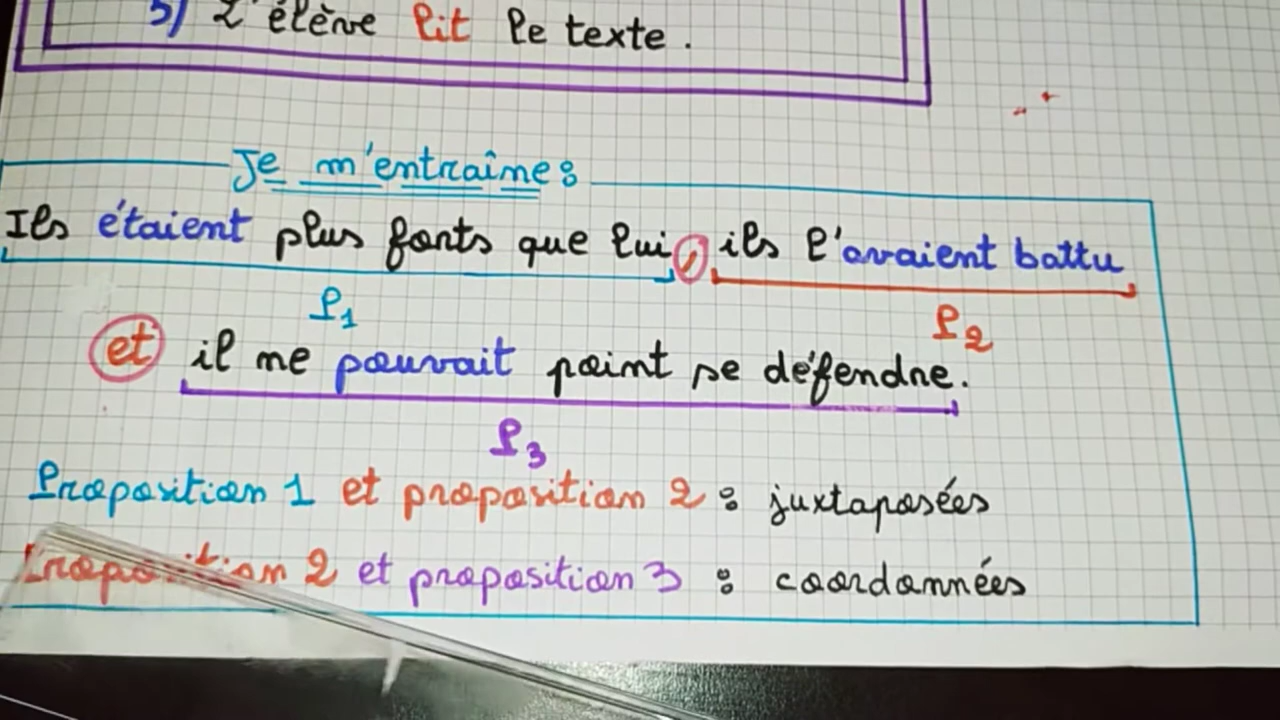 5) L'élève lit le texte.
Je m'entraîne :
Ils étaient plus forts que lui, ils l'avaient battu
P1
P2
et il ne pouvait point se défendre.
P3
Proposition 1 et proposition 2 : juxtaposées
Proposition 2 et proposition 3 : coordonnées